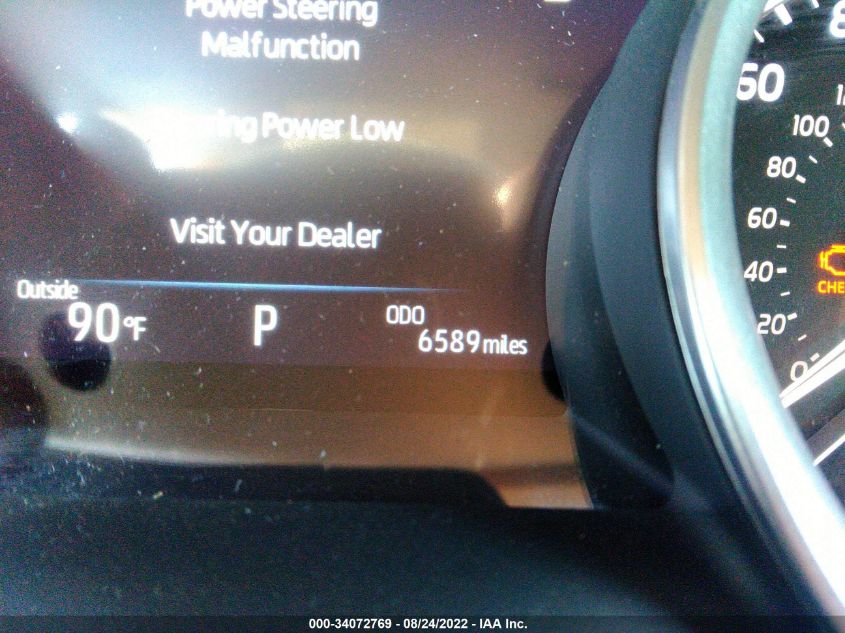 Power Steering
Malfunction
Power Low
Visit Your Dealer
Outside
90°F
P
ODO
6589 miles
60
100
80
60
40
20
0
000-34072769 - 08/24/2022 - IAA Inc.